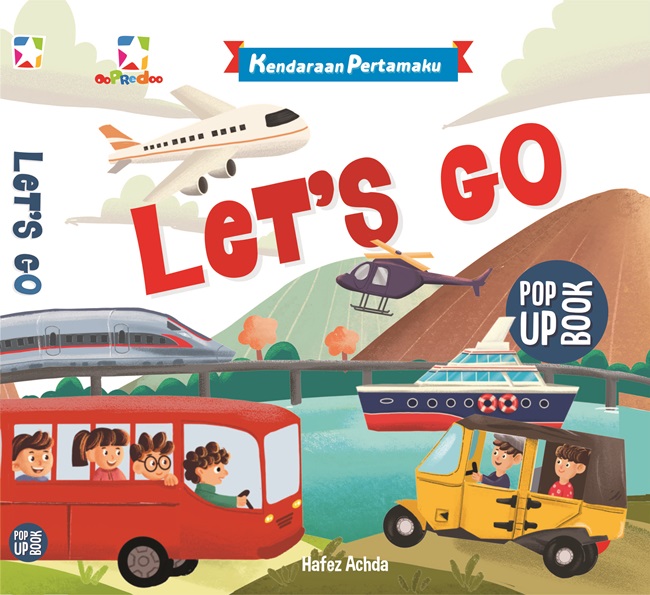 OoPRedoo
Kendaraan Pertamaku
LeT'S GO
LeT'S GO
POP
UP
BOOK
POP
UP
BOOK
Hafez Achda